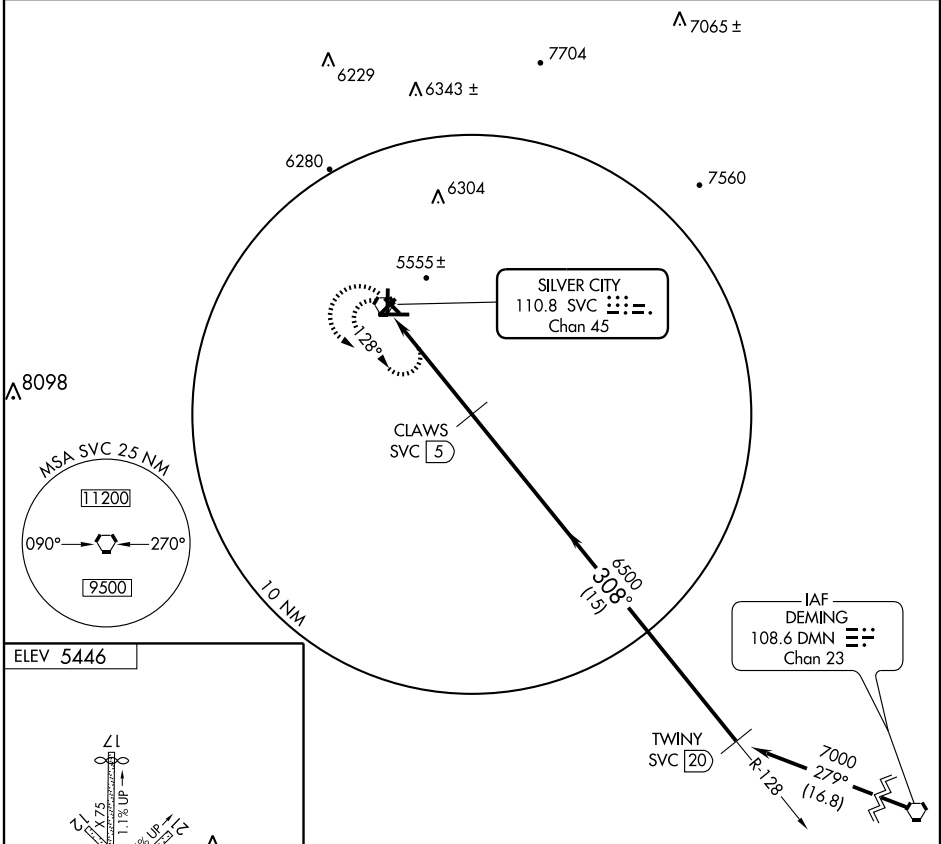 7065 ±
7704
6229
6343 ±
6280
7560
6304
5555 ±
SILVER CITY
110.8 SVC
Chan 45
128°
8098
CLAWS
SVC 5
MSA SVC 25 NM
11200
090°
270°
9500
10 NM
6500
308°
(15)
IAF
DEMING
108.6 DMN
Chan 23
ELEV 5446
TWINY
SVC 20
7000
279°
(16.8)
R-128
17
X 75
1.1% UP
12
% UP
21